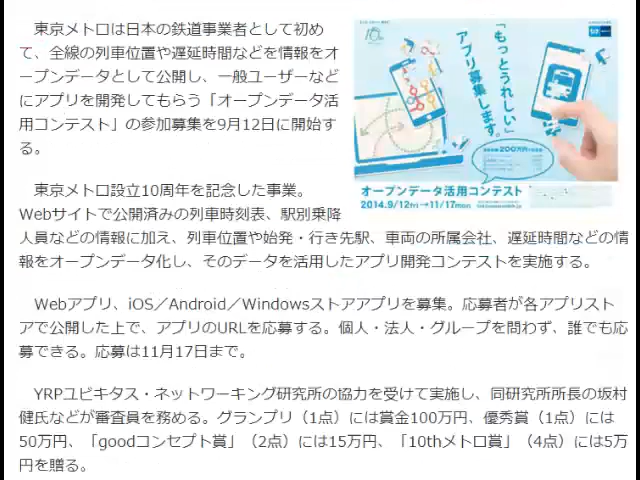 東京メトロは日本の鉄道事業者として初め
て、全線の列車位置や遅延時間などを情報をオ
ープンデータとして公開し、一般ユーザーなど
にアプリを開発してもらう「オープンデータ活
用コンテスト」の参加募集を9月12日に開始す
る。
「もっとうれしい」
アプリ募集します。
200万円
オープンデータ活用コンテスト
2014.9/12fri→11/17mon
東京メトロ設立10周年を記念した事業。
Webサイトで公開済みの列車時刻表、駅別乗降
人員などの情報に加え、列車位置や始発・行き先駅、車両の所属会社、遅延時間などの情
報をオープンデータ化し、そのデータを活用したアプリ開発コンテストを実施する。
Webアプリ、iOS／Android／Windowsストアアプリを募集。応募者が各アプリスト
アで公開した上で、アプリのURLを応募する。個人・法人・グループを問わず、誰でも応
募できる。応募は11月17日まで。
YRPユビキタス・ネットワーキング研究所の協力を受けて実施し、同研究所所長の坂村
健氏などが審査員を務める。グランプリ（1点）には賞金100万円、優秀賞（1点）には
50万円、「goodコンセプト賞」（2点）には15万円、「10thメトロ賞」（4点）には5万
円を贈る。